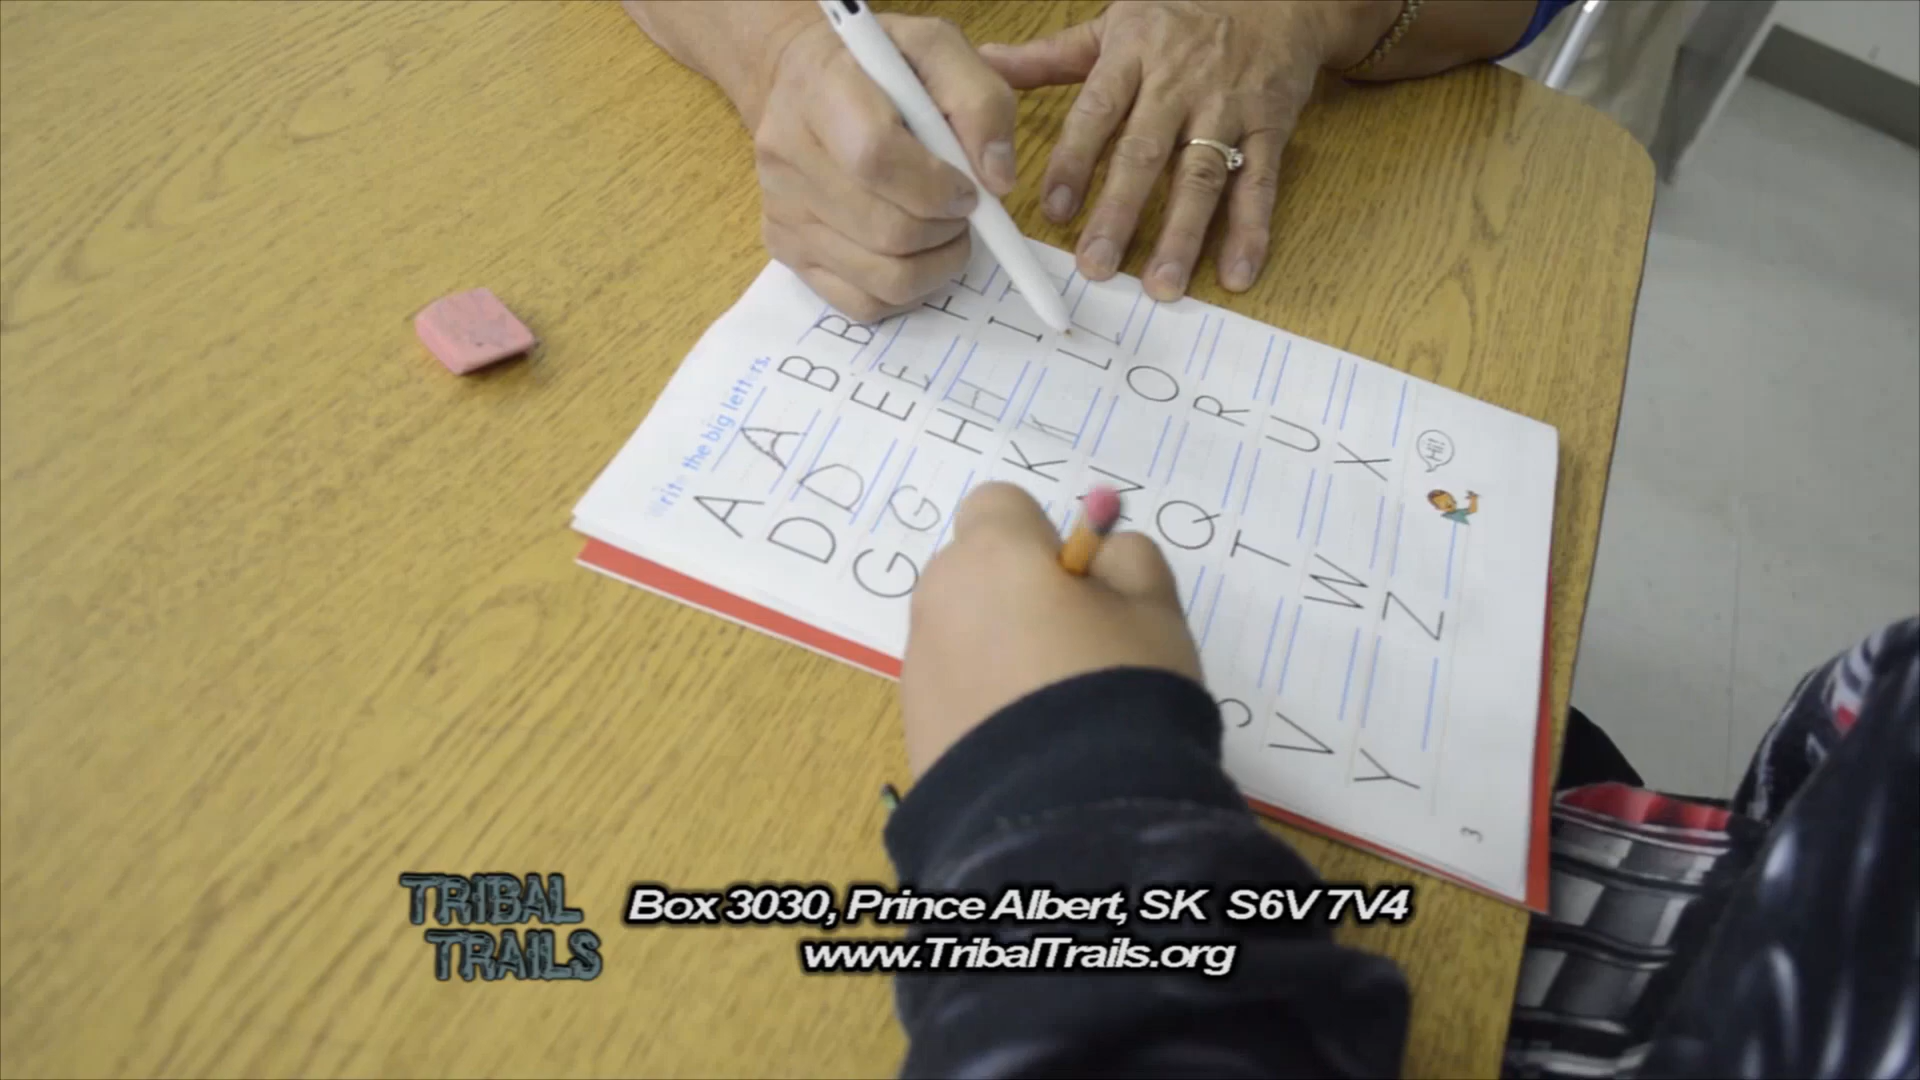 Write the big letters.
A A B B
D D E E
G G H H I I
K K L L
N O
Q R
S T U
V W X
Y Z
Hi!
3
TRIBAL
TRAILS
Box 3030, Prince Albert, SK S6V 7V4
www.TribalTrails.org